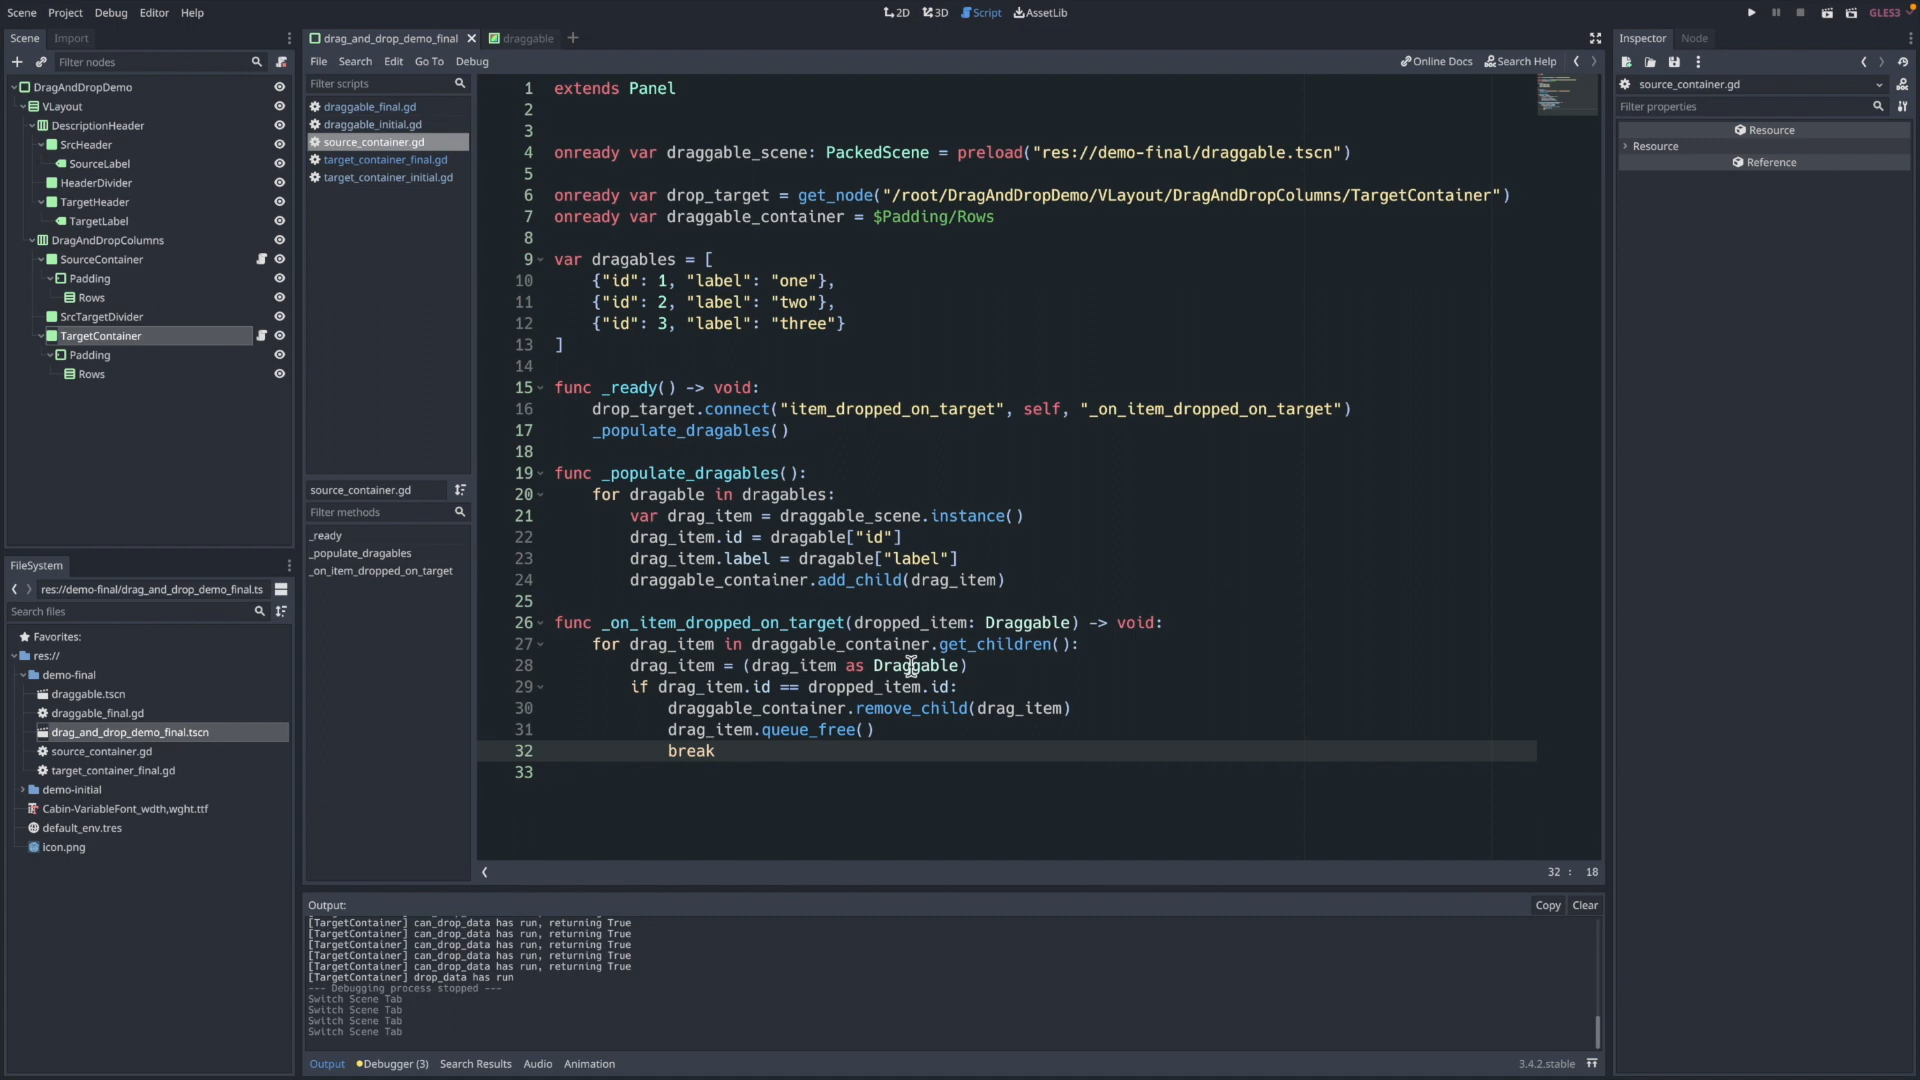 Scene Project Debug Editor Help
2D 3D Script AssetLib
GLES3
Scene Import
Filter nodes
DragAndDropDemo
VLayout
DescriptionHeader
SrcHeader
SourceLabel
HeaderDivider
TargetHeader
TargetLabel
DragAndDropColumns
SourceContainer
Padding
Rows
SrcTargetDivider
TargetContainer
Padding
Rows
FileSystem
res://demo-final/drag_and_drop_demo_final.ts
Search files
Favorites:
res://
demo-final
draggable.tscn
draggable_final.gd
drag_and_drop_demo_final.tscn
source_container.gd
target_container_final.gd
demo-initial
Cabin-VariableFont_wdth,wght.ttf
default_env.tres
icon.png
drag_and_drop_demo_final draggable
File Search Edit Go To Debug
Online Docs Search Help
Filter scripts
draggable_final.gd
draggable_initial.gd
source_container.gd
target_container_final.gd
target_container_initial.gd
source_container.gd
Filter methods
_ready
_populate_dragables
_on_item_dropped_on_target
1 extends Panel
2
3
4 onready var draggable_scene: PackedScene = preload("res://demo-final/draggable.tscn")
5
6 onready var drop_target = get_node("/root/DragAndDropDemo/VLayout/DragAndDropColumns/TargetContainer")
7 onready var draggable_container = $Padding/Rows
8
9 var dragables = [
10 {"id": 1, "label": "one"},
11 {"id": 2, "label": "two"},
12 {"id": 3, "label": "three"}
13 ]
14
15 func _ready() -> void:
16 drop_target.connect("item_dropped_on_target", self, "_on_item_dropped_on_target")
17 _populate_dragables()
18
19 func _populate_dragables():
20 for dragable in dragables:
21 var drag_item = draggable_scene.instance()
22 drag_item.id = dragable["id"]
23 drag_item.label = dragable["label"]
24 draggable_container.add_child(drag_item)
25
26 func _on_item_dropped_on_target(dropped_item: Draggable) -> void:
27 for drag_item in draggable_container.get_children():
28 drag_item = (drag_item as Draggable)
29 if drag_item.id == dropped_item.id:
30 draggable_container.remove_child(drag_item)
31 drag_item.queue_free()
32 break
33
32 : 18
Output:
Copy Clear
[TargetContainer] can_drop_data has run, returning True
[TargetContainer] can_drop_data has run, returning True
[TargetContainer] can_drop_data has run, returning True
[TargetContainer] can_drop_data has run, returning True
[TargetContainer] can_drop_data has run, returning True
[TargetContainer] drop_data has run
--- Debugging process stopped ---
Switch Scene Tab
Switch Scene Tab
Switch Scene Tab
Switch Scene Tab
Output Debugger (3) Search Results Audio Animation
3.4.2.stable
Inspector Node
source_container.gd
Filter properties
Resource
Resource
Reference